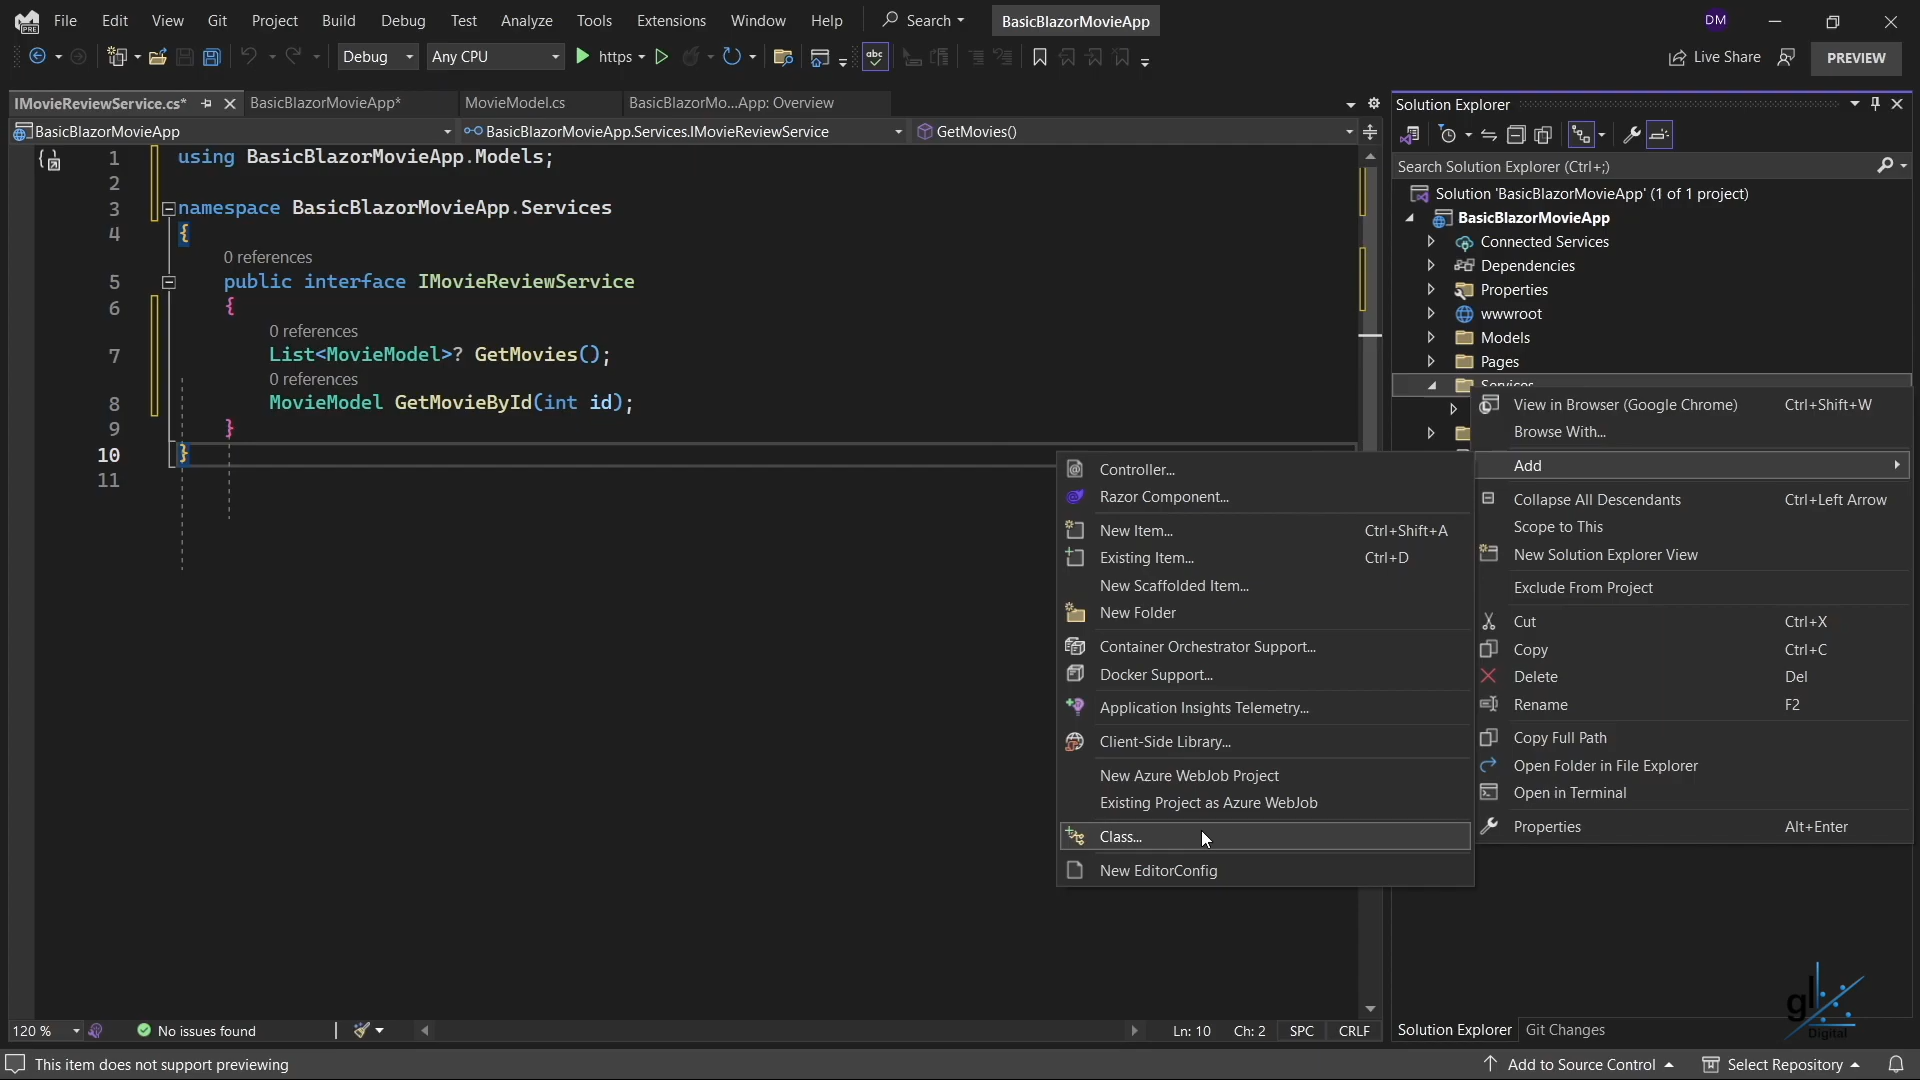 File Edit View Git Project Build Debug Test Analyze Tools Extensions Window Help Search BasicBlazorMovieApp DM
Debug Any CPU https Live Share PREVIEW
IMovieReviewService.cs* BasicBlazorMovieApp* MovieModel.cs BasicBlazorMo...App: Overview
BasicBlazorMovieApp BasicBlazorMovieApp.Services.IMovieReviewService GetMovies()
1 using BasicBlazorMovieApp.Models;
2
3 namespace BasicBlazorMovieApp.Services
4 {
0 references
5 public interface IMovieReviewService
6 {
0 references
7 List<MovieModel>? GetMovies();
0 references
8 MovieModel GetMovieById(int id);
9 }
10 }
11
Solution Explorer
Search Solution Explorer (Ctrl+;)
Solution 'BasicBlazorMovieApp' (1 of 1 project)
BasicBlazorMovieApp
Connected Services
Dependencies
Properties
wwwroot
Models
Pages
Services
View in Browser (Google Chrome) Ctrl+Shift+W
Browse With...
Add
Collapse All Descendants Ctrl+Left Arrow
Scope to This
New Solution Explorer View
Exclude From Project
Cut Ctrl+X
Copy Ctrl+C
Delete Del
Rename F2
Copy Full Path
Open Folder in File Explorer
Open in Terminal
Properties Alt+Enter
Controller...
Razor Component...
New Item... Ctrl+Shift+A
Existing Item... Ctrl+D
New Scaffolded Item...
New Folder
Container Orchestrator Support...
Docker Support...
Application Insights Telemetry...
Client-Side Library...
New Azure WebJob Project
Existing Project as Azure WebJob
Class...
New EditorConfig
gl
Digital
120 % No issues found Ln: 10 Ch: 2 SPC CRLF
Solution Explorer Git Changes
This item does not support previewing Add to Source Control Select Repository